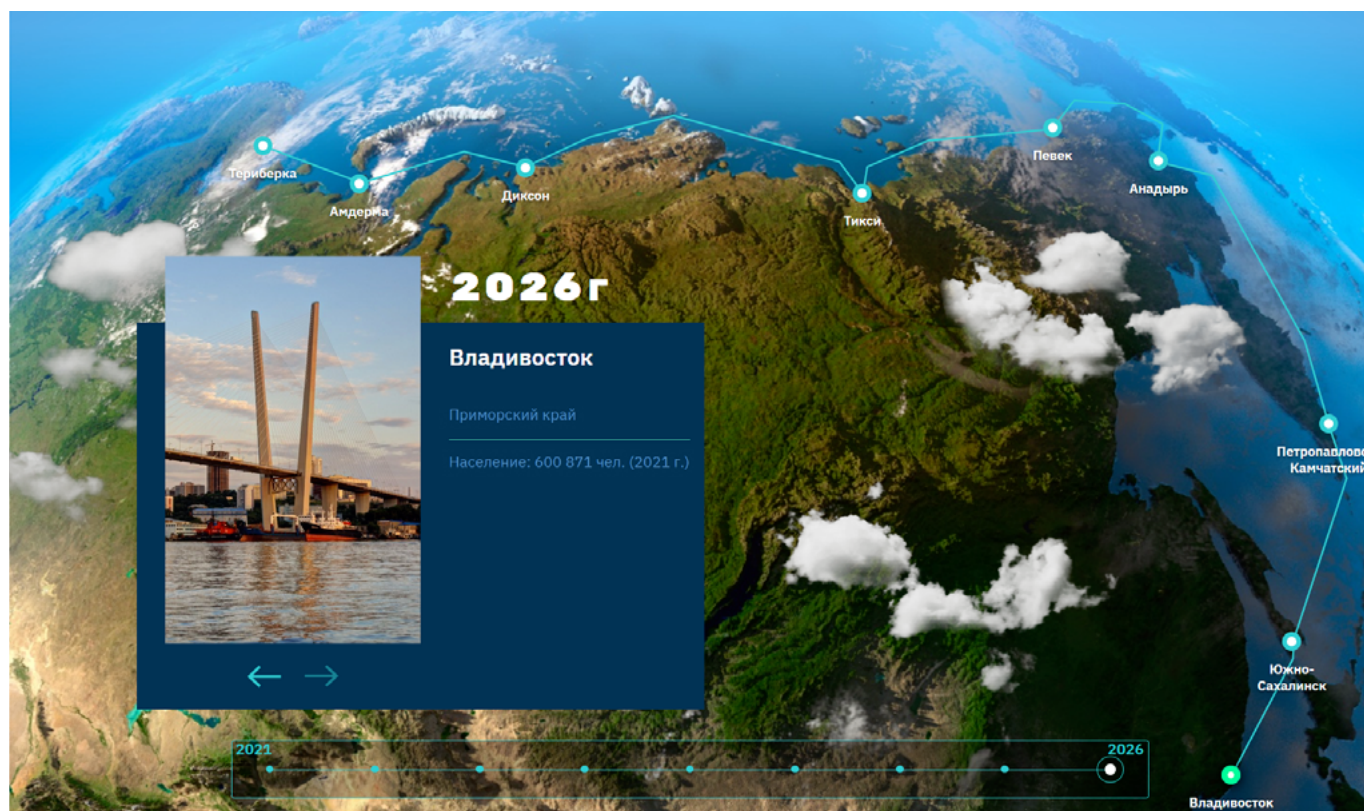 Териберка
Амдерма
Диксон
Тикси
Певек
Анадырь
2026г
Владивосток
Приморский край
Население: 600 871 чел. (2021 г.)
Петропавловс
Камчатский
Южно-
Сахалинск
2021
2026
Владивосток